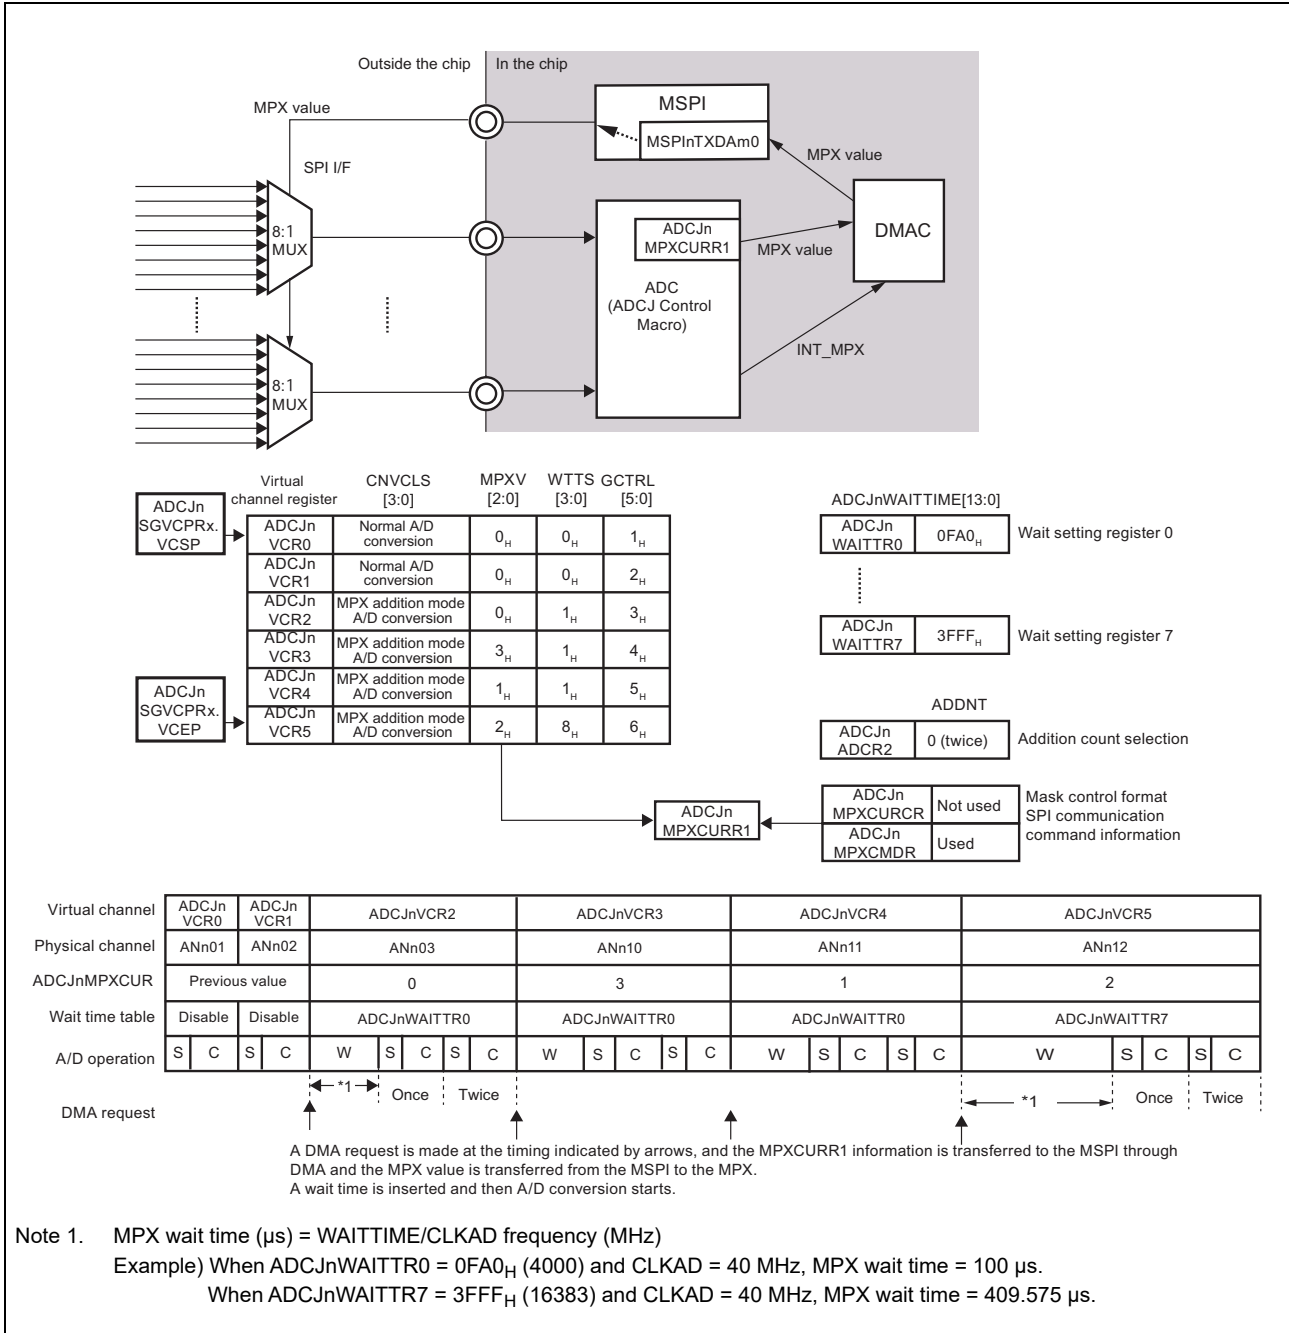 Outside the chip
In the chip
MPX value
SPI I/F
MSPI
MSPInTXDAm0
MPX value
8:1
MUX
ADCJn
MPXCURR1
MPX value
DMAC
ADC
(ADCJ Control
Macro)
INT_MPX
8:1
MUX
Virtual
channel register
CNVCLS
[3:0]
MPXV
[2:0]
WTTS
[3:0]
GCTRL
[5:0]
ADCJn
SGVCPRx.
VCSP
ADCJn
VCR0
Normal A/D
conversion
0H
0H
1H
ADCJn
VCR1
Normal A/D
conversion
0H
0H
2H
ADCJn
VCR2
MPX addition mode
A/D conversion
0H
1H
3H
ADCJn
VCR3
MPX addition mode
A/D conversion
3H
1H
4H
ADCJn
SGVCPRx.
VCEP
ADCJn
VCR4
MPX addition mode
A/D conversion
1H
1H
5H
ADCJn
VCR5
MPX addition mode
A/D conversion
2H
8H
6H
ADCJnWAITTIME[13:0]
ADCJn
WAITTR0
0FA0H
Wait setting register 0
ADCJn
WAITTR7
3FFFH
Wait setting register 7
ADDNT
ADCJn
ADCR2
0 (twice)
Addition count selection
ADCJn
MPXCURR1
ADCJn
MPXCURCR
Not used
ADCJn
MPXCMDR
Used
Mask control format
SPI communication
command information
Virtual channel
ADCJn
VCR0
ADCJn
VCR1
ADCJnVCR2
ADCJnVCR3
ADCJnVCR4
ADCJnVCR5
Physical channel
ANn01
ANn02
ANn03
ANn10
ANn11
ANn12
ADCJnMPXCUR
Previous value
0
3
1
2
Wait time table
Disable
Disable
ADCJnWAITTR0
ADCJnWAITTR0
ADCJnWAITTR0
ADCJnWAITTR7
A/D operation
S C S C W S C S C W S C S C W S C S C W S C S C
*1
Once
Twice
*1
Once
Twice
DMA request
A DMA request is made at the timing indicated by arrows, and the MPXCURR1 information is transferred to the MSPI through
DMA and the MPX value is transferred from the MSPI to the MPX.
A wait time is inserted and then A/D conversion starts.
Note 1. MPX wait time (µs) = WAITTIME/CLKAD frequency (MHz)
Example) When ADCJnWAITTR0 = 0FA0H (4000) and CLKAD = 40 MHz, MPX wait time = 100 µs.
When ADCJnWAITTR7 = 3FFFH (16383) and CLKAD = 40 MHz, MPX wait time = 409.575 µs.